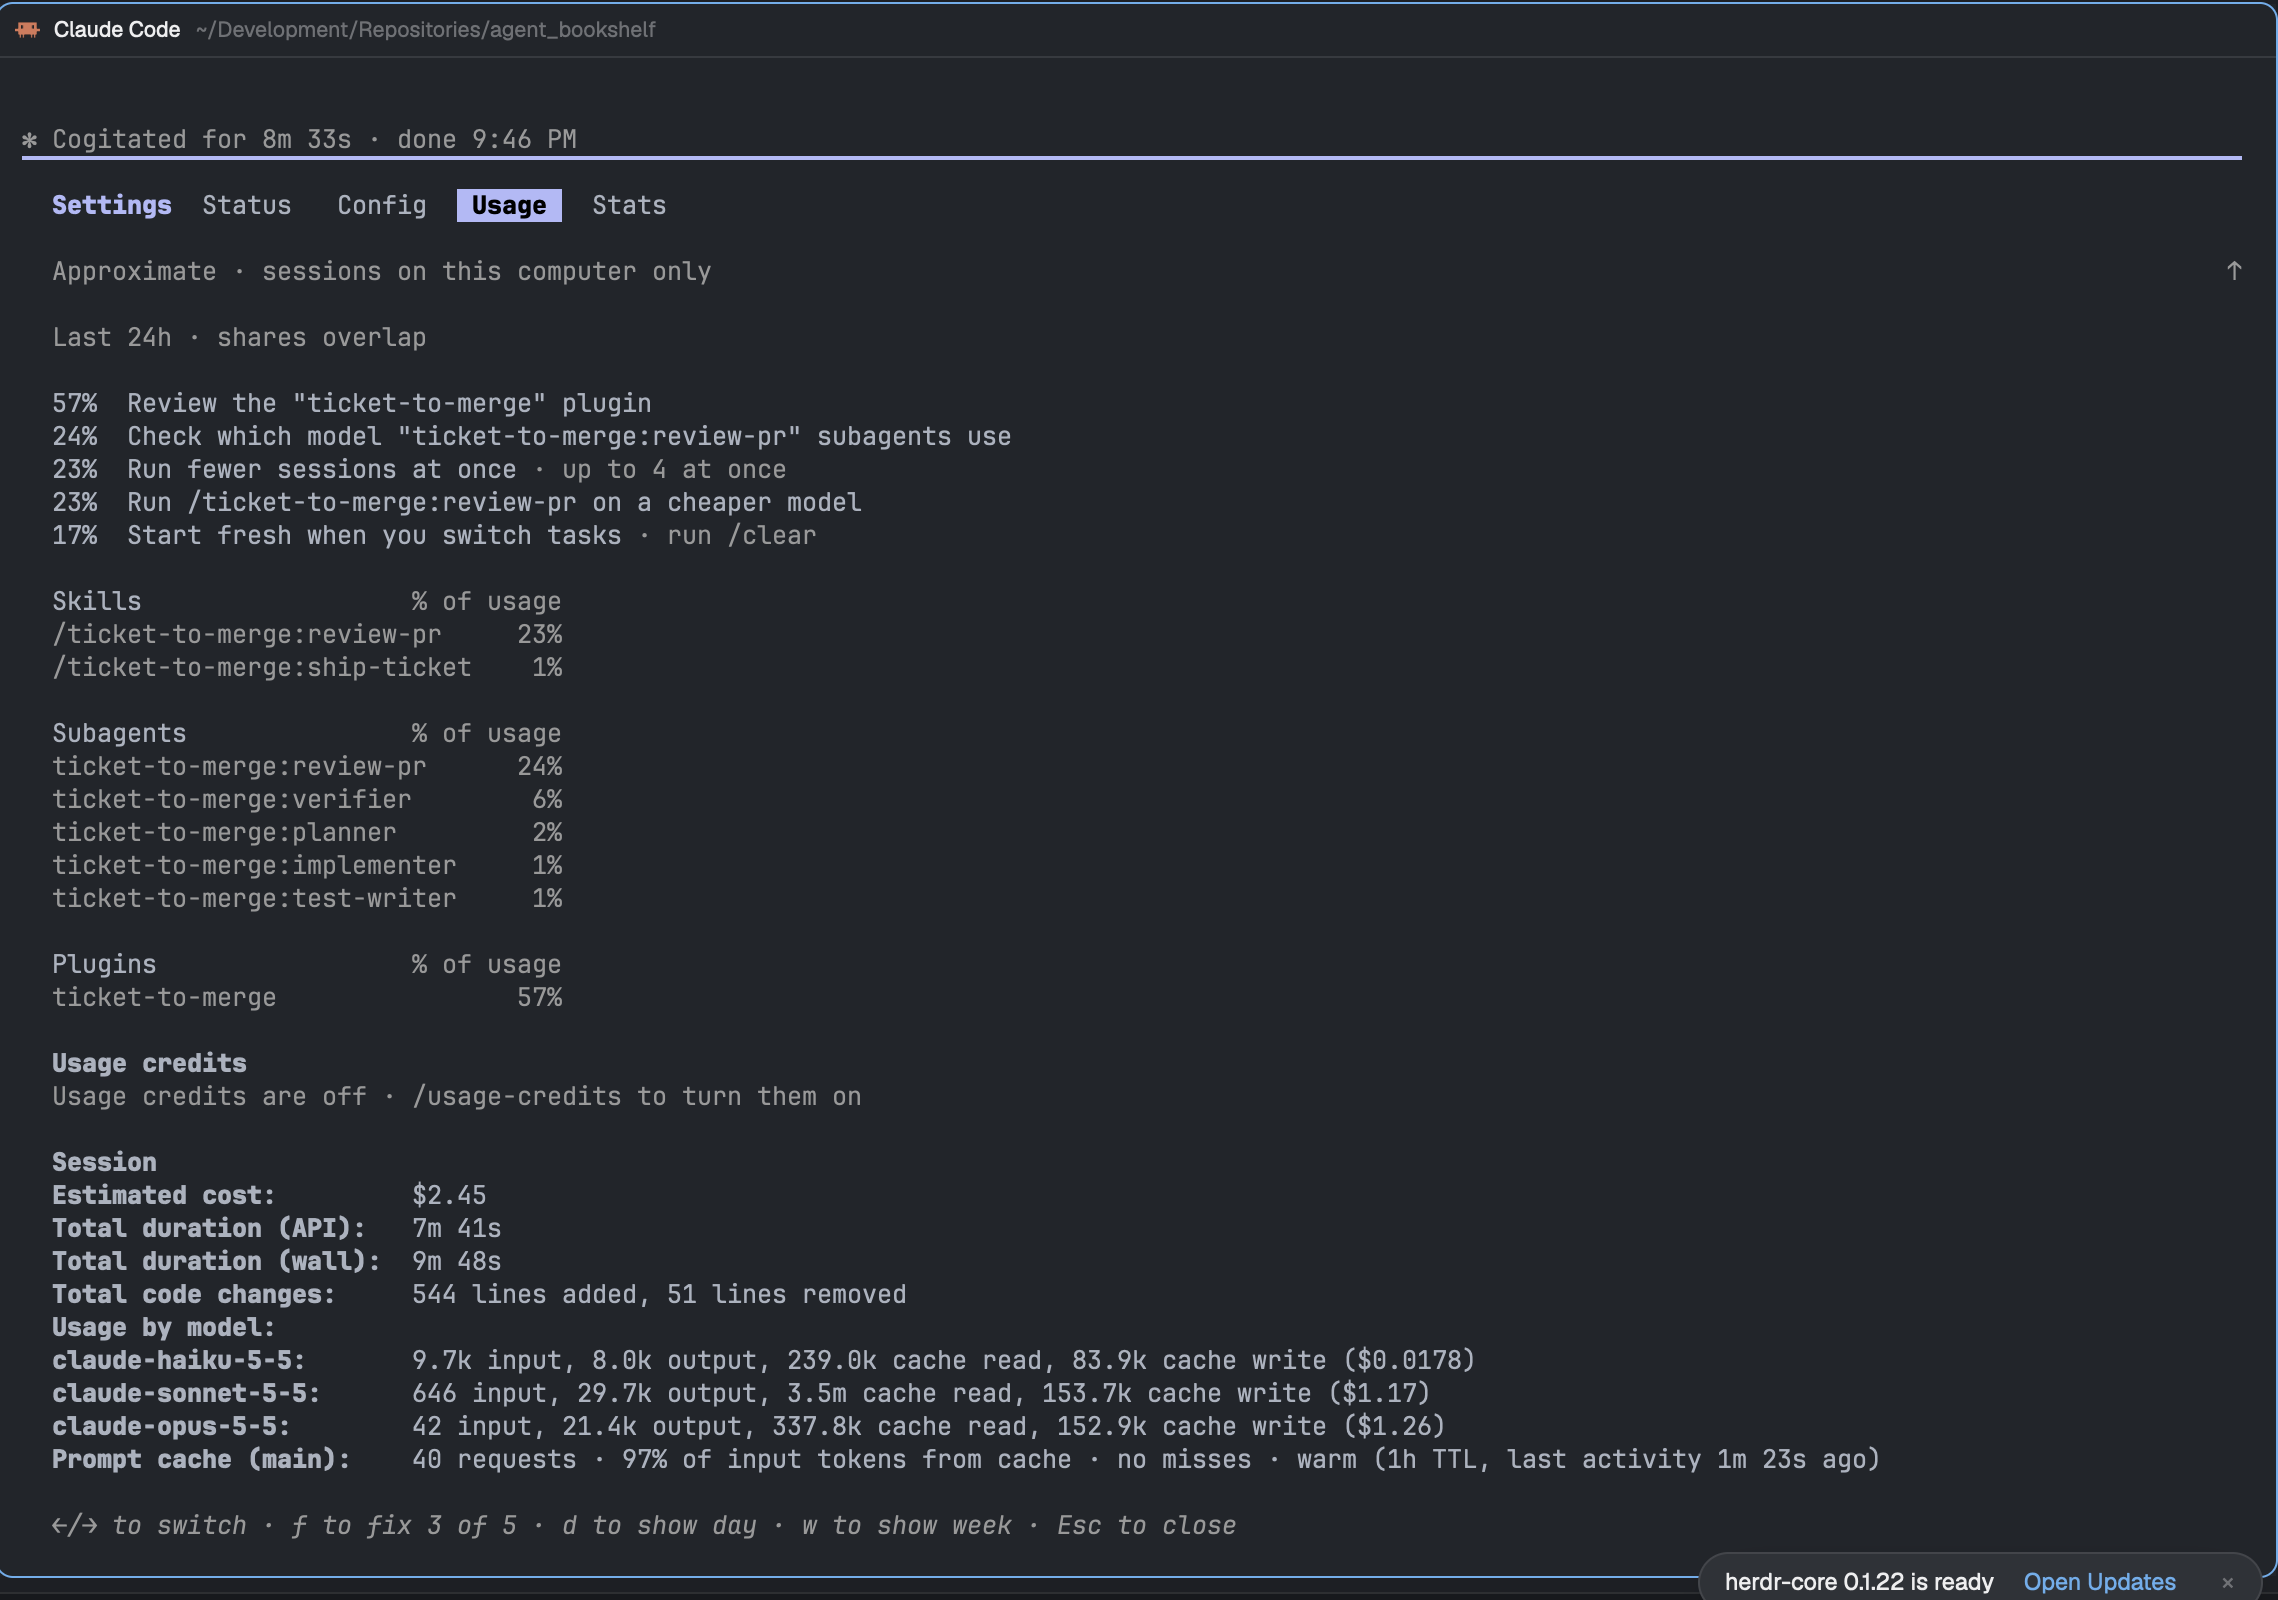 Claude Code ~/Development/Repositories/agent_bookshelf
✻ Cogitated for 8m 33s · done 9:46 PM
Settings Status Config Usage Stats
Approximate · sessions on this computer only ↑
Last 24h · shares overlap
57% Review the "ticket-to-merge" plugin
24% Check which model "ticket-to-merge:review-pr" subagents use
23% Run fewer sessions at once · up to 4 at once
23% Run /ticket-to-merge:review-pr on a cheaper model
17% Start fresh when you switch tasks · run /clear
Skills % of usage
/ticket-to-merge:review-pr 23%
/ticket-to-merge:ship-ticket 1%
Subagents % of usage
ticket-to-merge:review-pr 24%
ticket-to-merge:verifier 6%
ticket-to-merge:planner 2%
ticket-to-merge:implementer 1%
ticket-to-merge:test-writer 1%
Plugins % of usage
ticket-to-merge 57%
Usage credits
Usage credits are off · /usage-credits to turn them on
Session
Estimated cost: $2.45
Total duration (API): 7m 41s
Total duration (wall): 9m 48s
Total code changes: 544 lines added, 51 lines removed
Usage by model:
claude-haiku-5-5: 9.7k input, 8.0k output, 239.0k cache read, 83.9k cache write ($0.0178)
claude-sonnet-5-5: 646 input, 29.7k output, 3.5m cache read, 153.7k cache write ($1.17)
claude-opus-5-5: 42 input, 21.4k output, 337.8k cache read, 152.9k cache write ($1.26)
Prompt cache (main): 40 requests · 97% of input tokens from cache · no misses · warm (1h TTL, last activity 1m 23s ago)
←/→ to switch · f to fix 3 of 5 · d to show day · w to show week · Esc to close
herdr-core 0.1.22 is ready Open Updates ×